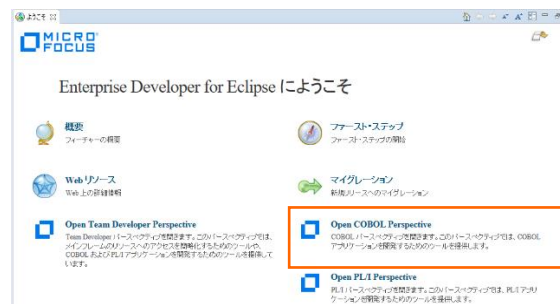 ようこそ
MICRO
FOCUS
Enterprise Developer for Eclipse にようこそ
概要
フィーチャーの概要
ファースト・ステップ
ファースト・ステップの開始
Web リソース
Web 上の詳細情報
マイグレーション
新規リリースへのマイグレーション
Open Team Developer Perspective
Team Developer パースペクティブを開きます。このパースペクティブでは、
メインフレームのリソースへのアクセスを簡略化するためのツールや、
COBOL および PL/I アプリケーションを開発するためのツールを提供して
います。
Open COBOL Perspective
COBOL パースペクティブを開きます。このパースペクティブでは、COBOL
アプリケーションを開発するためのツールを提供します。
Open PL/I Perspective
PL/I パースペクティブを開きます。このパースペクティブでは、PL/I アプリ
ケーションを開発するためのツールを提供します。